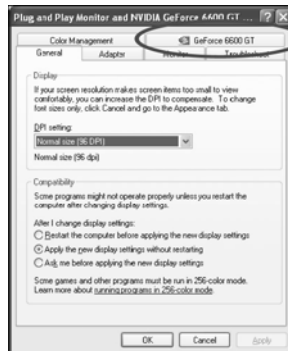 Plug and Play Monitor and NVIDIA GeForce 6600 GT ...
Color Management
GeForce 6600 GT
General
Adapter
Monitor
Troubleshoot
Display
If your screen resolution makes screen items too small to view
comfortably, you can increase the DPI to compensate. To change
font sizes only, click Cancel and go to the Appearance tab.
DPI setting:
Normal size (96 DPI)
Normal size (96 dpi)
Compatibility
Some programs might not operate properly unless you restart the
computer after changing display settings.
After I change display settings:
Restart the computer before applying the new display settings
Apply the new display settings without restarting
Ask me before applying the new display settings
Some games and other programs must be run in 256-color mode.
Learn more about running programs in 256-color mode.
OK
Cancel
Apply